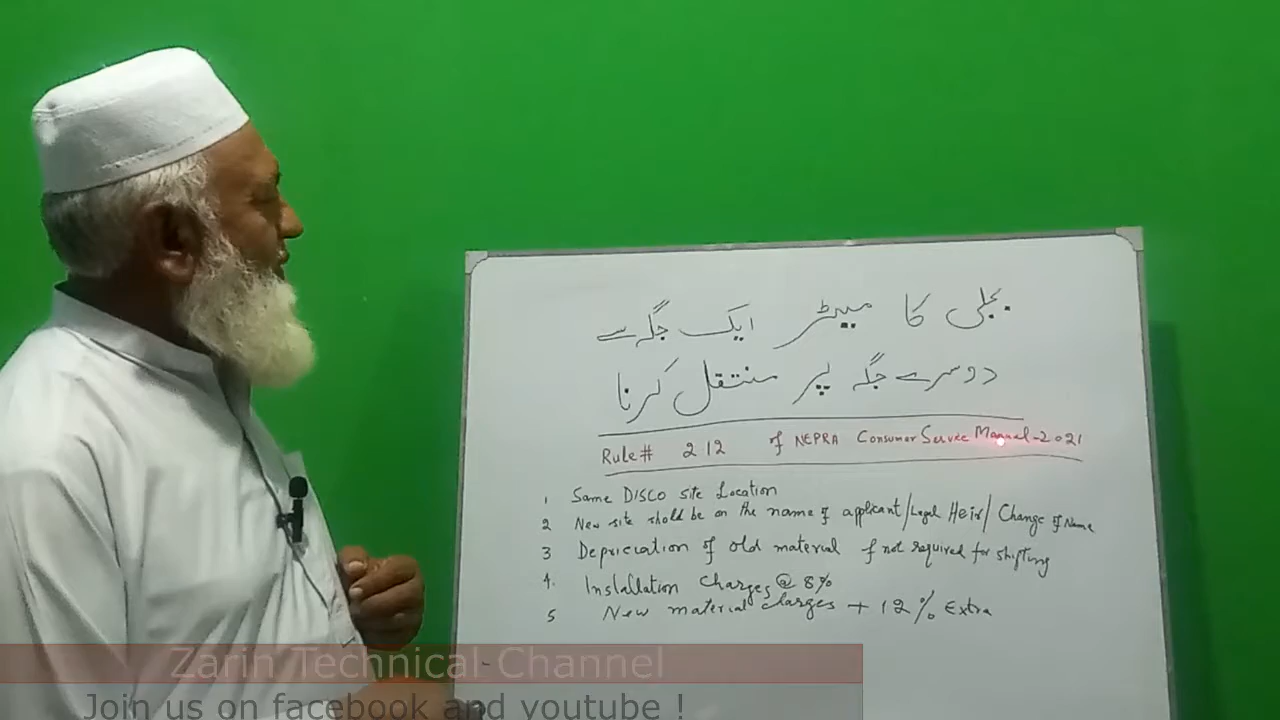 بجلی کا میٹر ایک جگہ سے
دوسرے جگہ پر منتقل کرنا
Rule# 212 of NEPRA Consumer Service Mannel-2021
1 Same DISCO site Location
2 New site shold be on the name of applicant/Legal Heir/ Change of Name
3 Depriciation of old material if not required for shifting
4. Installation Charges @ 8%
5 New material charges + 12% Extra
Zarin Technical Channel
Join us on facebook and youtube !